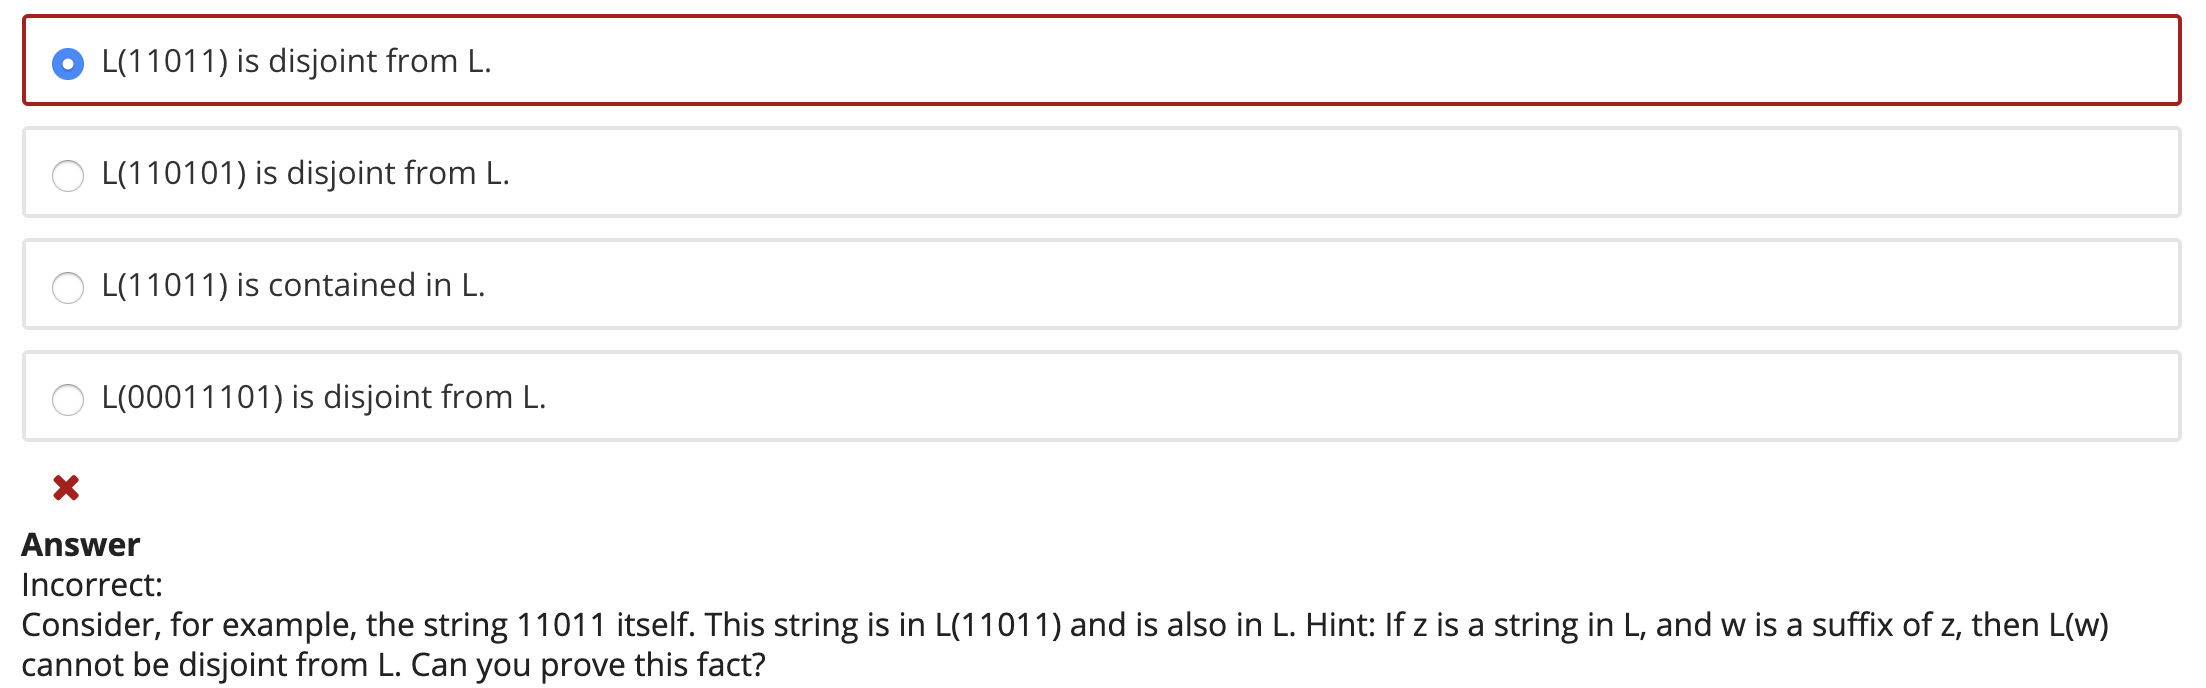 L(11011) is disjoint from L.
L(110101) is disjoint from L.
L(11011) is contained in L.
L(00011101) is disjoint from L.
Answer
Incorrect:
Consider, for example, the string 11011 itself. This string is in L(11011) and is also in L. Hint: If z is a string in L, and w is a suffix of z, then L(w)
cannot be disjoint from L. Can you prove this fact?